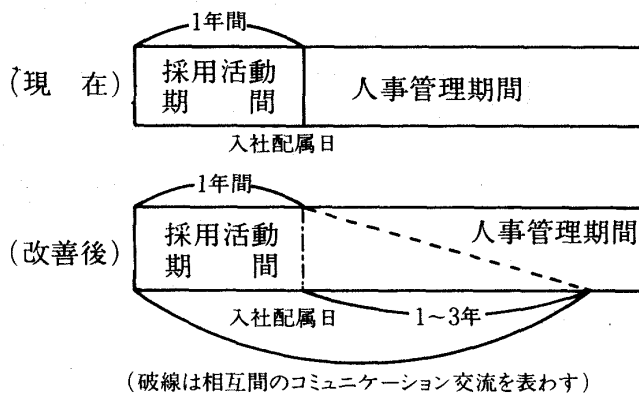 1年間
(現 在)
採用活動
期 間
人事管理期間
入社配属日
1年間
(改善後)
採用活動
期 間
人事管理期間
入社配属日
1~3年
(破線は相互間のコミュニケーション交流を表わす)